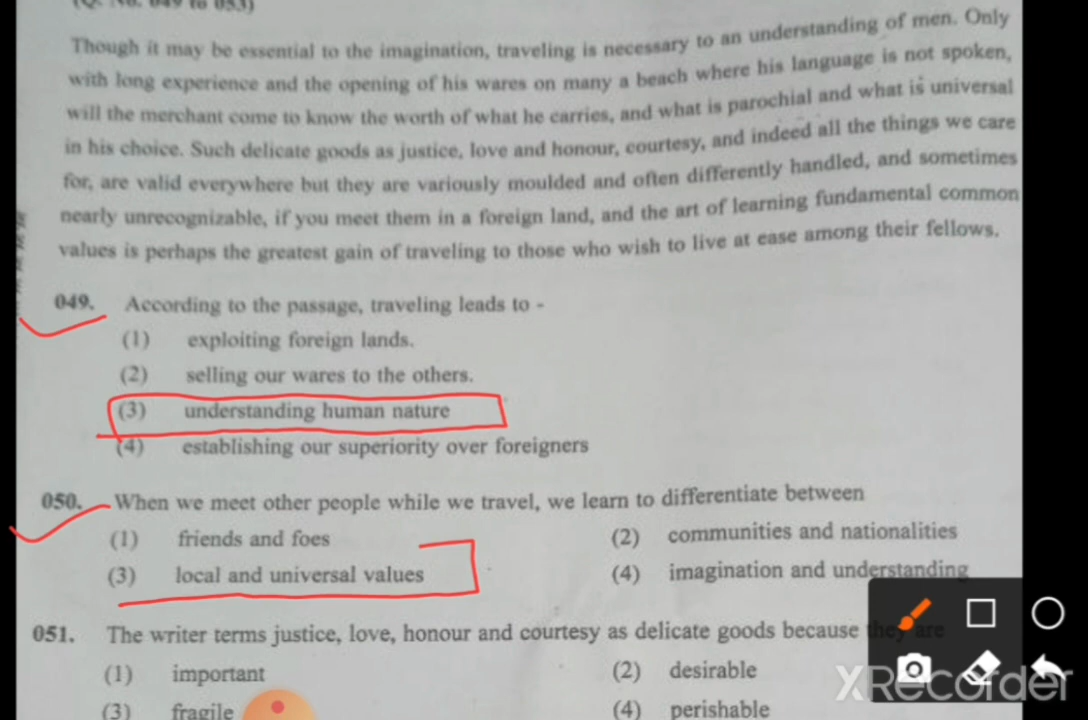 (Q. No. 049 to 053)
Though it may be essential to the imagination, traveling is necessary to an understanding of men. Only
with long experience and the opening of his wares on many a beach where his language is not spoken,
will the merchant come to know the worth of what he carries, and what is parochial and what is universal
in his choice. Such delicate goods as justice, love and honour, courtesy, and indeed all the things we care
for, are valid everywhere but they are variously moulded and often differently handled, and sometimes
nearly unrecognizable, if you meet them in a foreign land, and the art of learning fundamental common
values is perhaps the greatest gain of traveling to those who wish to live at ease among their fellows.
049. According to the passage, traveling leads to -
(1) exploiting foreign lands.
(2) selling our wares to the others.
(3) understanding human nature
(4) establishing our superiority over foreigners
050. When we meet other people while we travel, we learn to differentiate between
(1) friends and foes (2) communities and nationalities
(3) local and universal values (4) imagination and understanding
051. The writer terms justice, love, honour and courtesy as delicate goods because they are
(1) important (2) desirable
(3) fragile (4) perishable
XRecorder